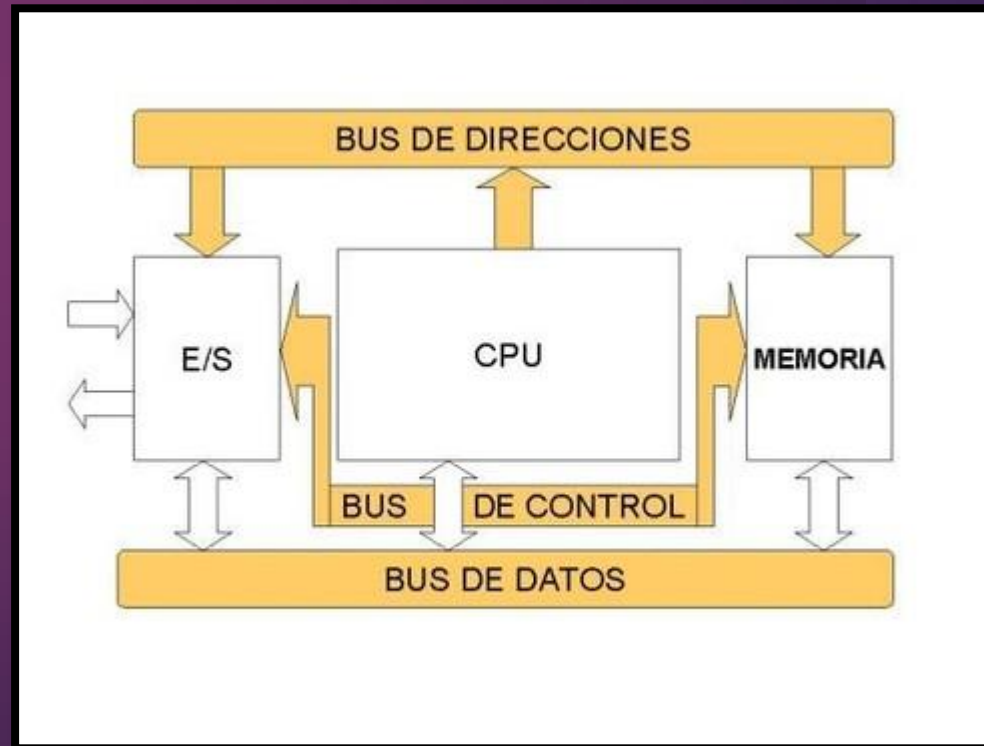 BUS DE DIRECCIONES
E/S
CPU
MEMORIA
BUS DE CONTROL
BUS DE DATOS